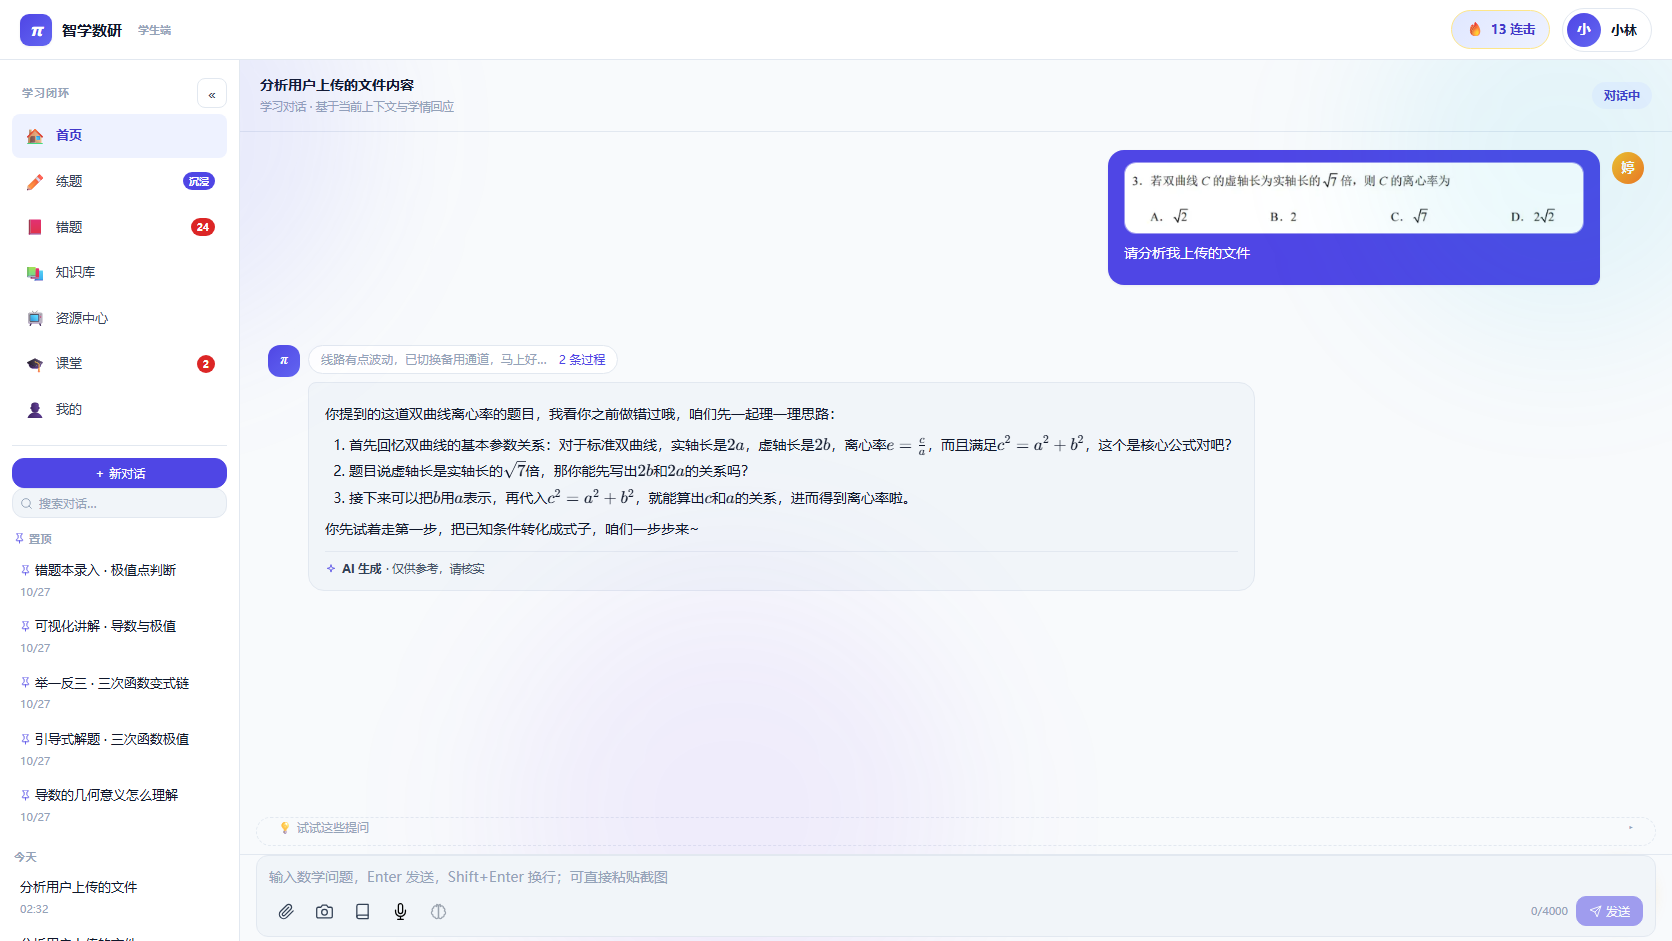 π 智学数研 学生端
13 连击
小 小林
学习闭环 «
首页
练题 沉浸
错题 24
知识库
资源中心
课堂 2
我的
+ 新对话
搜索对话...
置顶
错题本录入 · 极值点判断
10/27
可视化讲解 · 导数与极值
10/27
举一反三 · 三次函数变式链
10/27
引导式解题 · 三次函数极值
10/27
导数的几何意义怎么理解
10/27
今天
分析用户上传的文件
02:32
分析用户上传的文件内容
学习对话 · 基于当前上下文与学情回应
对话中
婷
3. 若双曲线 C 的虚轴长为实轴长的 √7 倍，则 C 的离心率为
A. √2 B. 2 C. √7 D. 2√2
请分析我上传的文件
π
线路有点波动，已切换备用通道，马上好... 2 条过程
你提到的这道双曲线离心率的题目，我看你之前做错过哦，咱们先一起理一理思路：
1. 首先回忆双曲线的基本参数关系：对于标准双曲线，实轴长是2a，虚轴长是2b，离心率e = c/a，而且满足c² = a² + b²，这个是核心公式对吧？
2. 题目说虚轴长是实轴长的√7倍，那你能先写出2b和2a的关系吗？
3. 接下来可以把b用a表示，再代入c² = a² + b²，就能算出c和a的关系，进而得到离心率啦。
你先试着走第一步，把已知条件转化成式子，咱们一步步来~
AI 生成 · 仅供参考，请核实
试试这些提问
输入数学问题，Enter 发送，Shift+Enter 换行；可直接粘贴截图
0/4000 发送